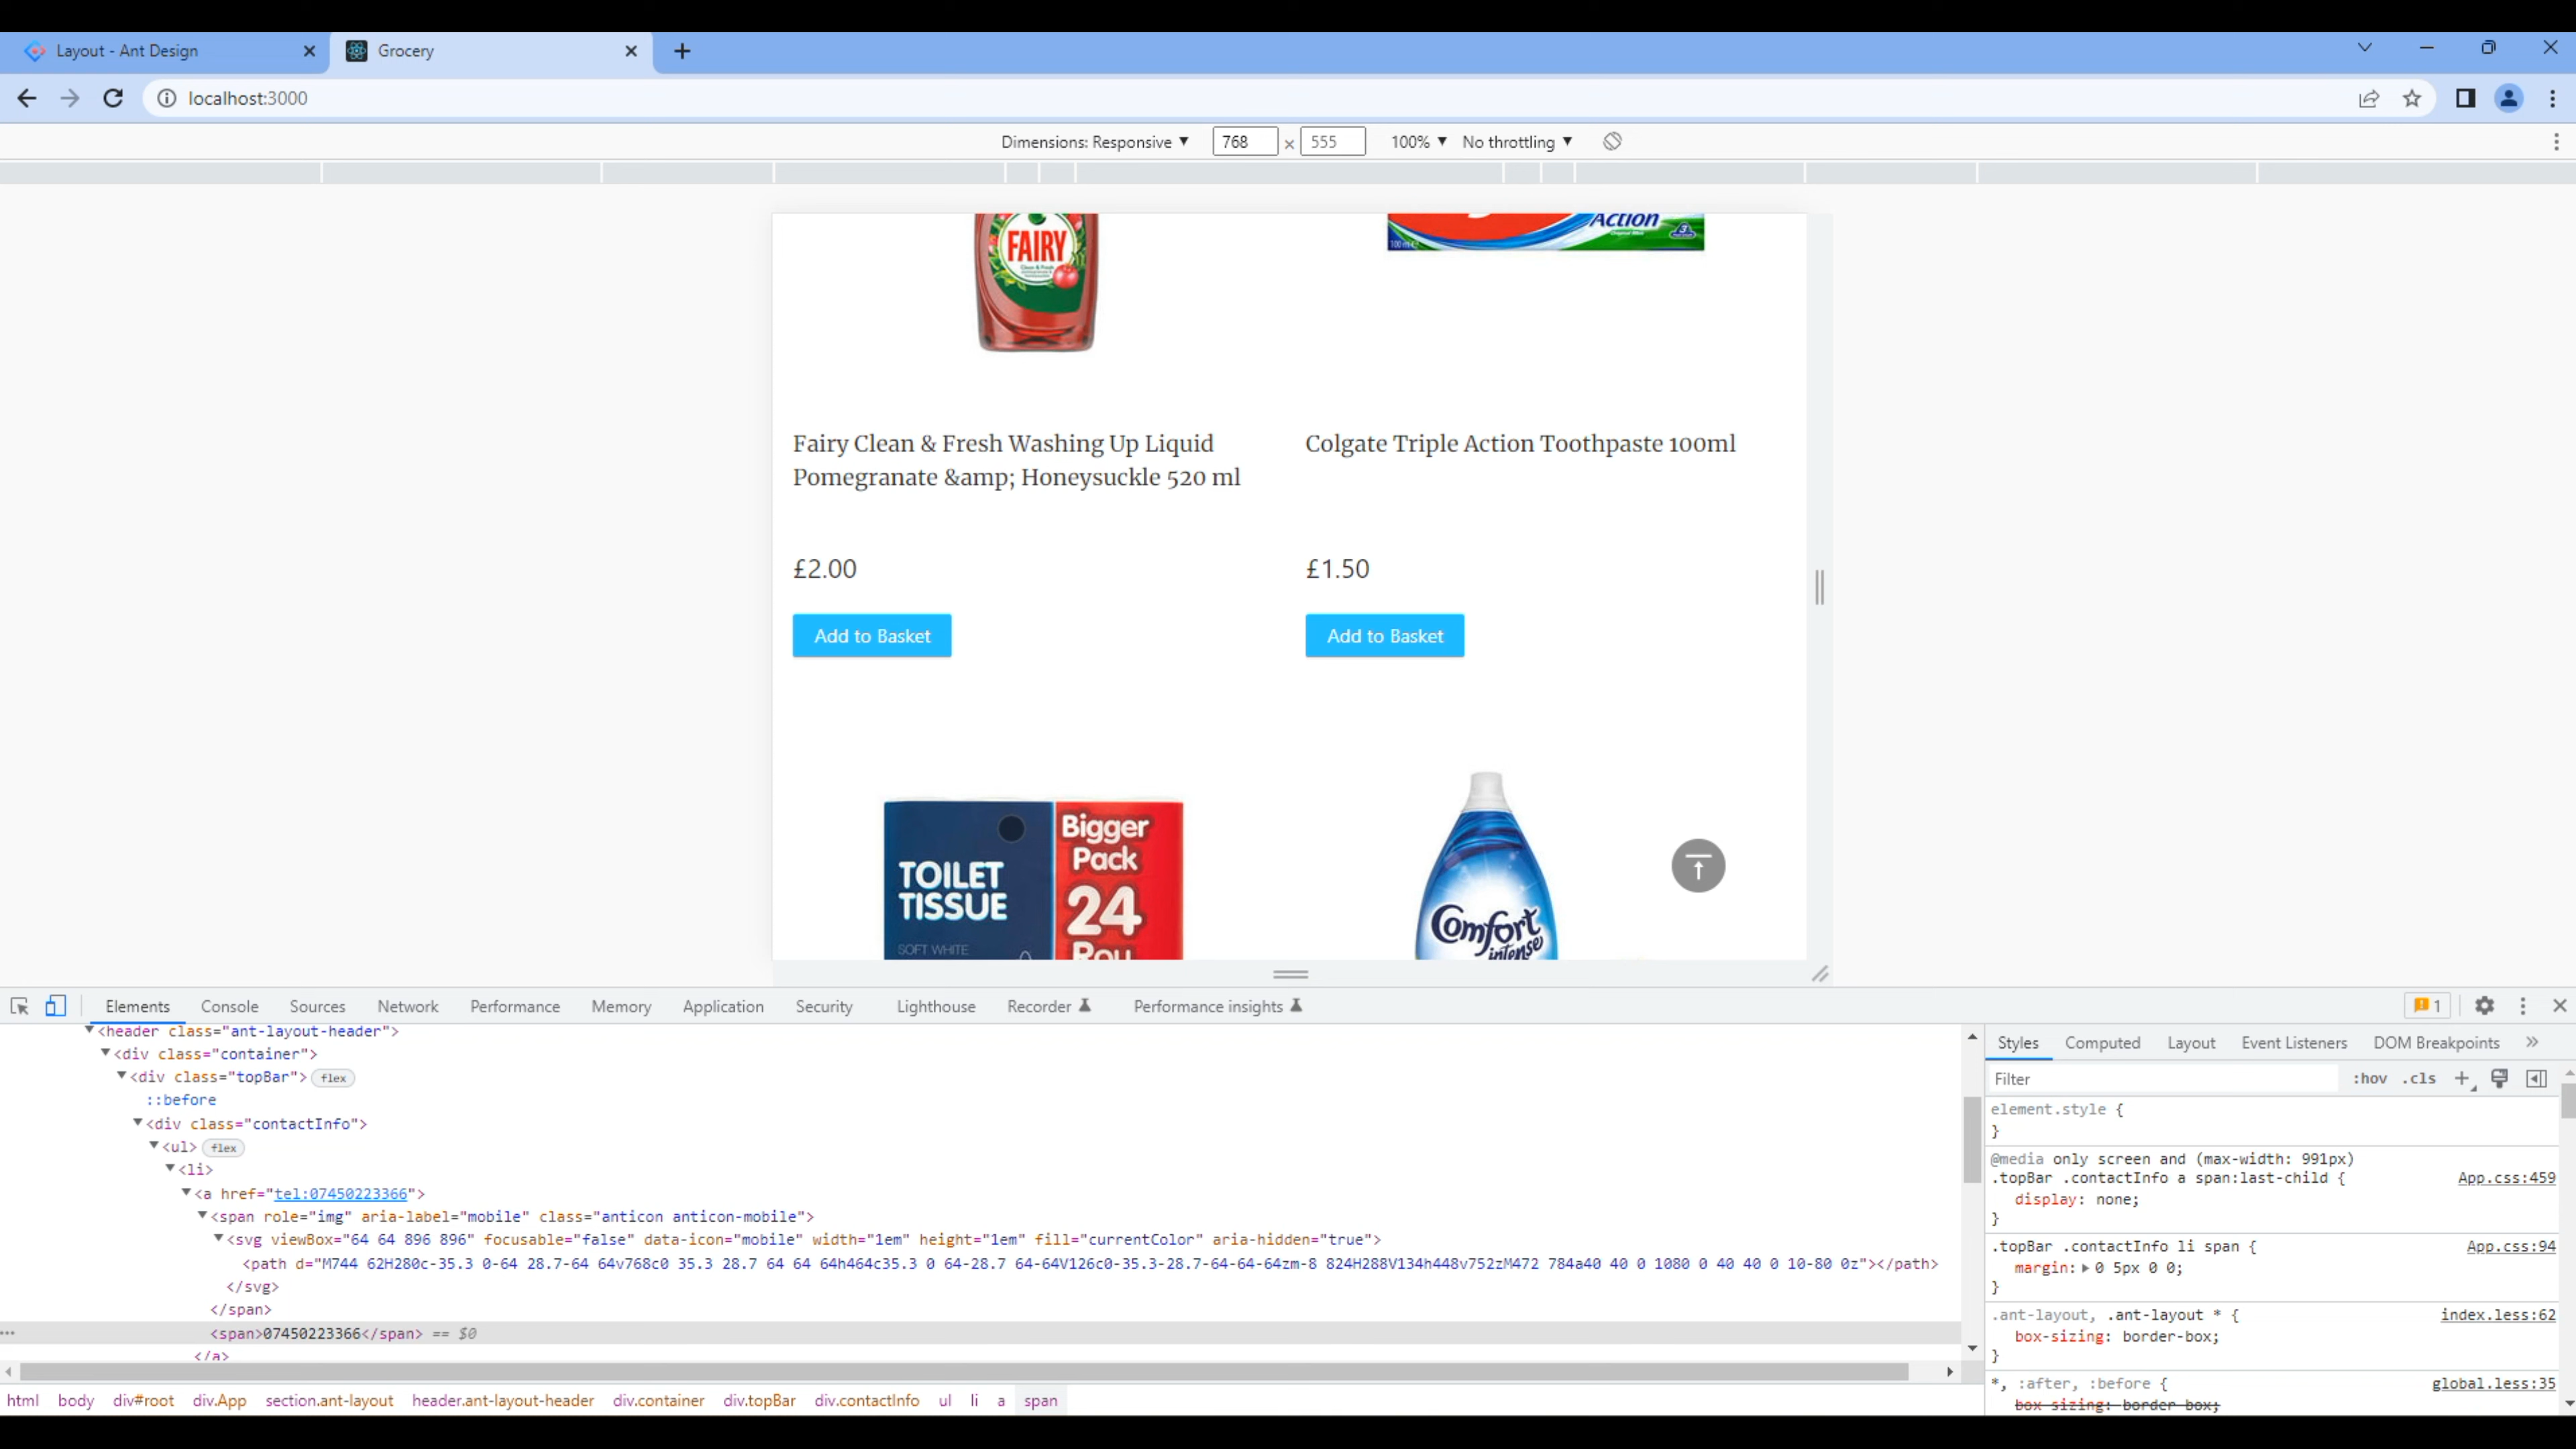 Layout - Ant Design
Grocery
localhost:3000
Dimensions: Responsive
768 × 555
100%
No throttling
Action
100 ml e
FAIRY
Clean & Fresh
Fairy Clean & Fresh Washing Up Liquid
Pomegranate &amp; Honeysuckle 520 ml
Colgate Triple Action Toothpaste 100ml
£2.00
£1.50
Add to Basket
Add to Basket
TOILET
TISSUE
SOFT WHITE
Bigger
Pack
24
Rou
Comfort
intense
Elements Console Sources Network Performance Memory Application Security Lighthouse Recorder Performance insights
1
<header class="ant-layout-header">
<div class="container">
<div class="topBar"> flex
::before
<div class="contactInfo">
<ul> flex
<li>
<a href="tel:07450223366">
<span role="img" aria-label="mobile" class="anticon anticon-mobile">
<svg viewBox="64 64 896 896" focusable="false" data-icon="mobile" width="1em" height="1em" fill="currentColor" aria-hidden="true">
<path d="M744 62H280c-35.3 0-64 28.7-64 64v768c0 35.3 28.7 64 64 64h464c35.3 0 64-28.7 64-64V126c0-35.3-28.7-64-64-64zm-8 824H288V134h448v752zM472 784a40 40 0 1080 0 40 40 0 10-80 0z"></path>
</svg>
</span>
<span>07450223366</span> == $0
</a>
html body div#root div.App section.ant-layout header.ant-layout-header div.container div.topBar div.contactInfo ul li a span
Styles Computed Layout Event Listeners DOM Breakpoints
Filter
:hov .cls
element.style {
}
@media only screen and (max-width: 991px)
.topBar .contactInfo a span:last-child {
App.css:459
display: none;
}
.topBar .contactInfo li span {
App.css:94
margin: 0 5px 0 0;
}
.ant-layout, .ant-layout * {
index.less:62
box-sizing: border-box;
}
*, :after, :before {
global.less:35
box-sizing: border-box;